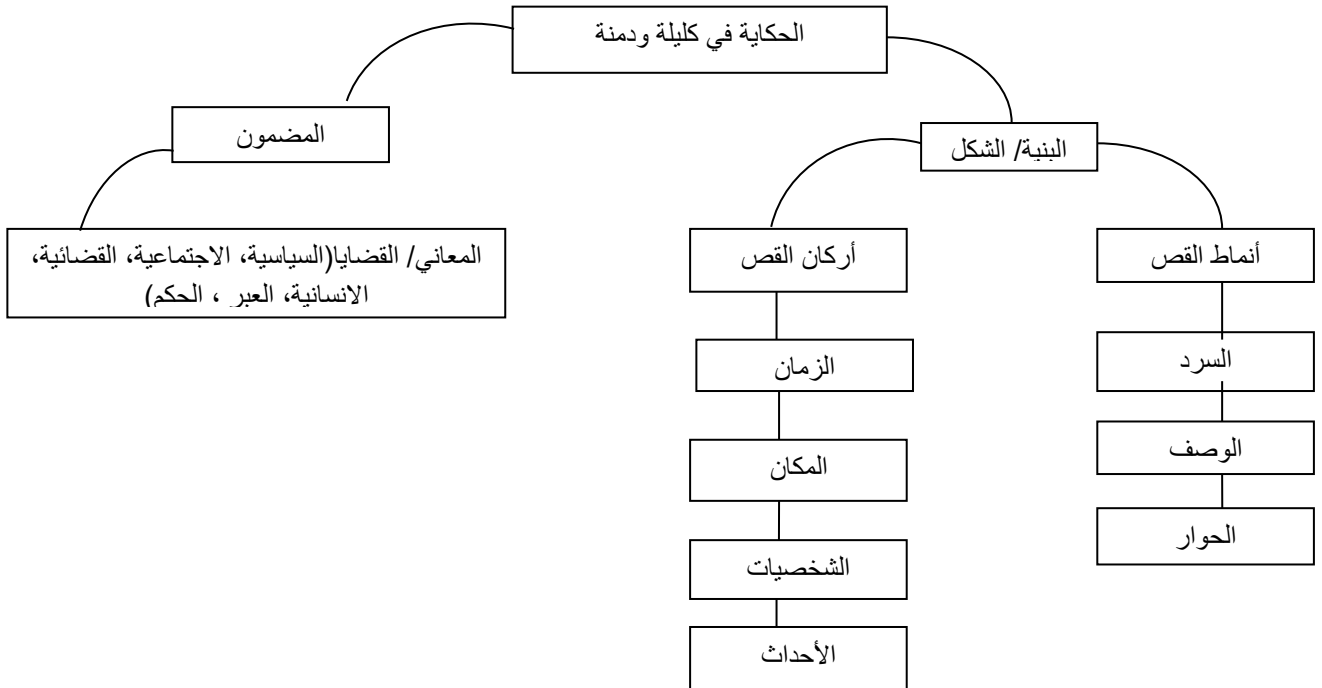 الحكاية في كليلة ودمنة
المضمون
البنية/ الشكل
المعاني/ القضايا(السياسية، الاجتماعية، القضائية،
الانسانية، العبر ، الحكم)
أركان القص
أنماط القص
الزمان
السرد
المكان
الوصف
الشخصيات
الحوار
الأحداث